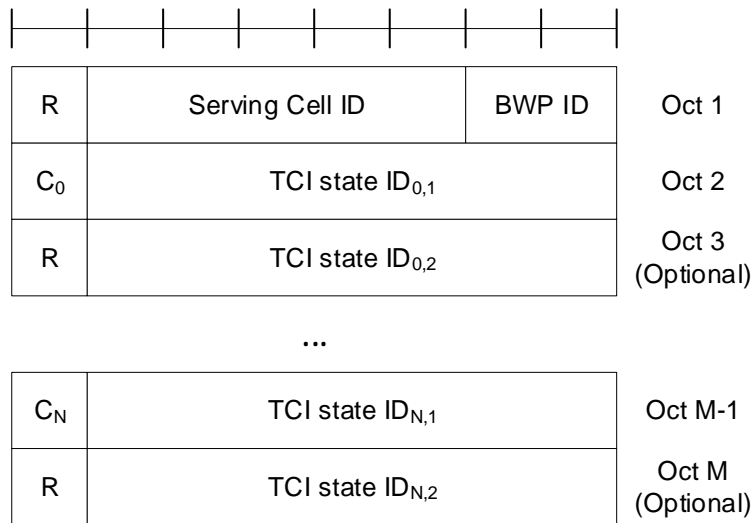 R Serving Cell ID BWP ID Oct 1
C0 TCI state ID0,1 Oct 2
R TCI state ID0,2 Oct 3
(Optional)
...
CN TCI state IDN,1 Oct M-1
R TCI state IDN,2 Oct M
(Optional)